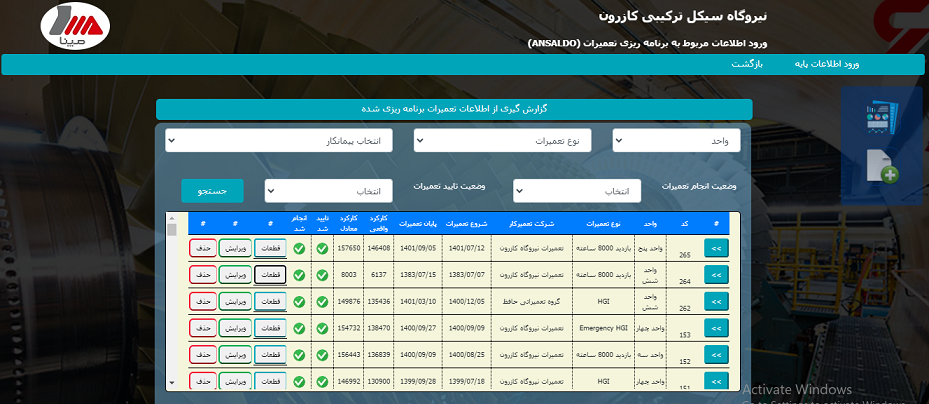 نیروگاه سیکل ترکیبی کازرون
مپنا
ورود اطلاعات مربوط به برنامه ریزی تعمیرات (ANSALDO)
ورود اطلاعات پایه بازگشت
گزارش گیری از اطلاعات تعمیرات برنامه ریزی شده
واحد نوع تعمیرات انتخاب پیمانکار
وضعیت انجام تعمیرات انتخاب وضعیت تایید تعمیرات انتخاب جستجو
# کد واحد نوع تعمیرات شرکت تعمیرکار شروع تعمیرات پایان تعمیرات کارکرد واقعی کارکرد معادل تایید شد انجام شد # # #
>> 265 واحد پنج بازدید 8000 ساعته تعمیرات نیروگاه کازرون 1401/07/12 1401/09/05 146408 157650 قطعات ویرایش حذف
>> 264 واحد شش بازدید 8000 ساعته تعمیرات نیروگاه کازرون 1383/07/07 1383/07/15 6137 8003 قطعات ویرایش حذف
>> 262 واحد شش HGI گروه تعمیراتی حافظ 1400/12/05 1401/03/10 135436 149876 قطعات ویرایش حذف
>> 153 واحد چهار Emergency HGI تعمیرات نیروگاه کازرون 1400/09/09 1400/09/27 138470 154732 قطعات ویرایش حذف
>> 152 واحد سه بازدید 8000 ساعته تعمیرات نیروگاه کازرون 1400/08/25 1400/09/09 136839 156443 قطعات ویرایش حذف
>> 151 واحد چهار HGI تعمیرات نیروگاه کازرون 1399/07/18 1399/09/28 130900 146992 قطعات ویرایش حذف
Activate Windows